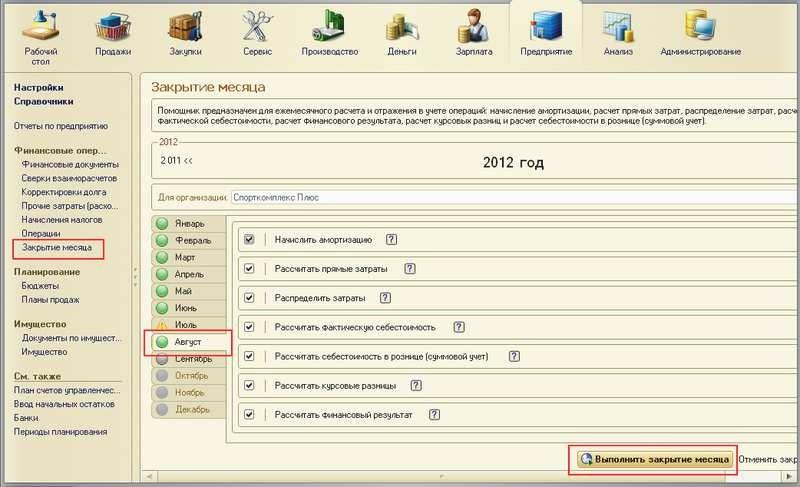 Рабочий стол
Продажи
Закупки
Сервис
Производство
Деньги
Зарплата
Предприятие
Анализ
Администрирование
Настройки
Справочники
Отчеты по предприятию
Финансовые опер...
Финансовые документы
Сверки взаиморасчетов
Корректировки долга
Прочие затраты (расхо...
Начисления налогов
Операции
Закрытие месяца
Планирование
Бюджеты
Планы продаж
Имущество
Документы по имущест...
Имущество
См. также
План счетов управленчес...
Ввод начальных остатков
Банки
Периоды планирования
Закрытие месяца
Помощник предназначен для ежемесячного расчета и отражения в учете операций: начисление амортизации, расчет прямых затрат, распределение затрат, расче
фактической себестоимости, расчет финансового результата, расчет курсовых разниц и расчет себестоимости в рознице (суммовой учет).
2012
2 011 <<
2012 год
Для организации: Спорткомплекс Плюс
Январь
Февраль
Март
Апрель
Май
Июнь
Июль
Август
Сентябрь
Октябрь
Ноябрь
Декабрь
Начислить амортизацию ?
Рассчитать прямые затраты ?
Распределить затраты ?
Рассчитать фактическую себестоимость ?
Рассчитать себестоимость в рознице (суммовой учет) ?
Рассчитать курсовые разницы ?
Рассчитать финансовый результат ?
Выполнить закрытие месяца
Отменить закр